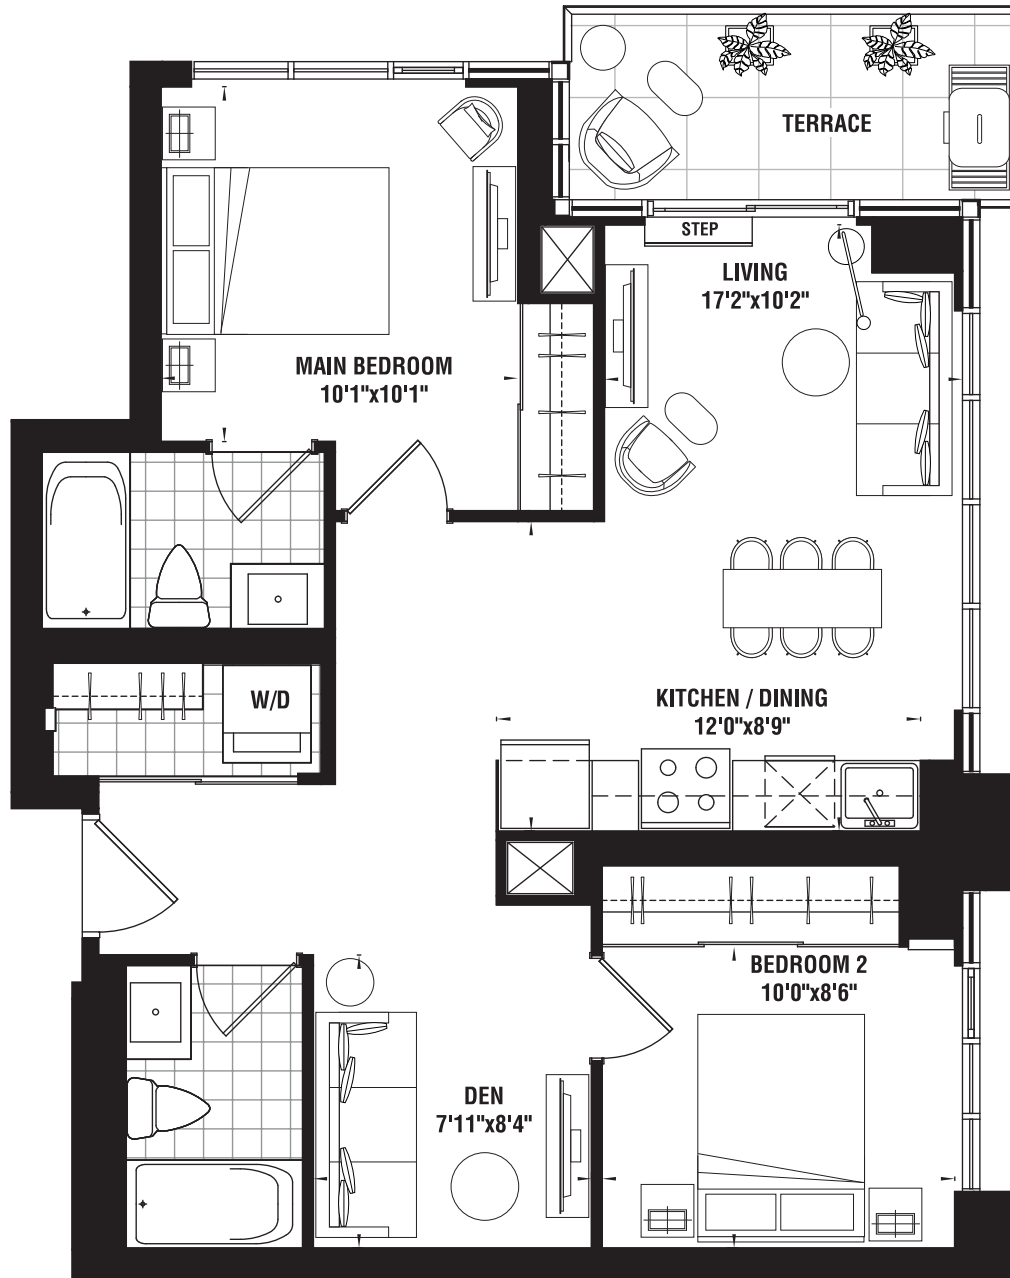 TERRACE
STEP
LIVING
17'2"x10'2"
MAIN BEDROOM
10'1"x10'1"
W/D
KITCHEN / DINING
12'0"x8'9"
BEDROOM 2
10'0"x8'6"
DEN
7'11"x8'4"